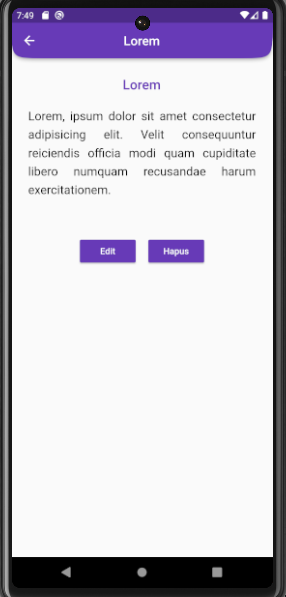 7:49
Lorem
Lorem
Lorem, ipsum dolor sit amet consectetur
adipisicing elit. Velit consequuntur
reiciendis officia modi quam cupiditate
libero numquam recusandae harum
exercitationem.
Edit Hapus